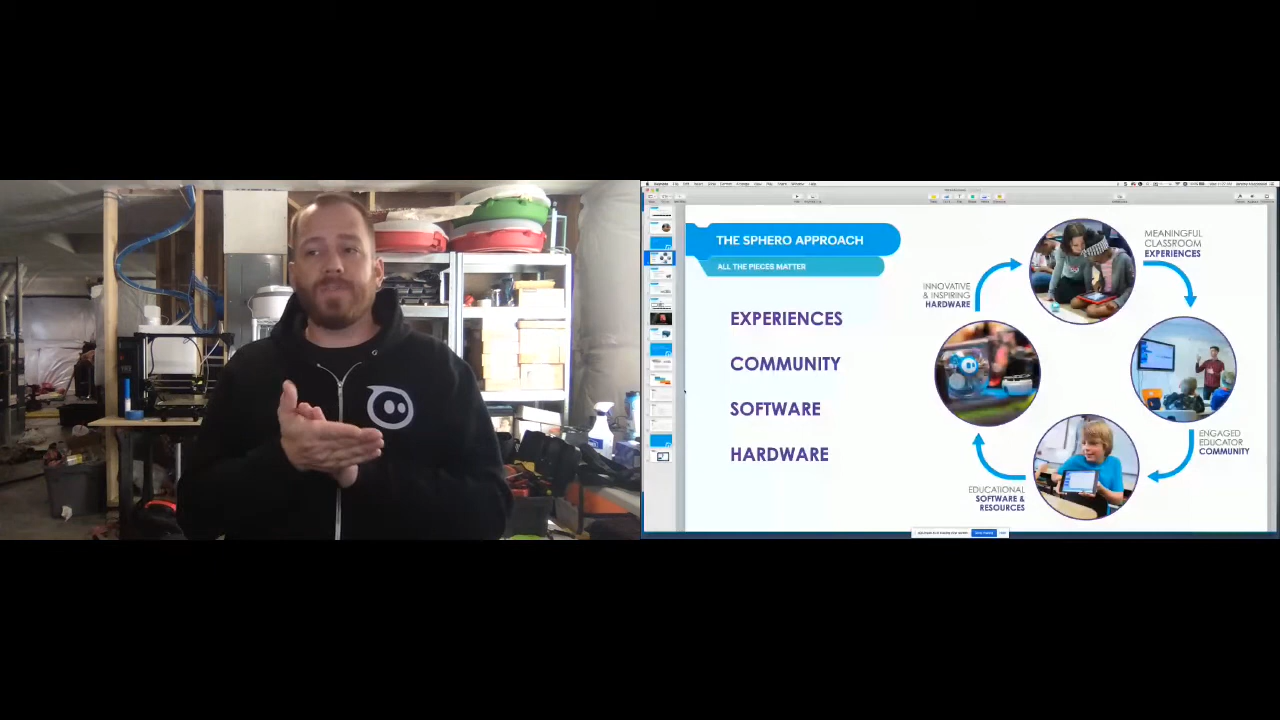 THE SPHERO APPROACH
ALL THE PIECES MATTER
EXPERIENCES
COMMUNITY
SOFTWARE
HARDWARE
MEANINGFUL
CLASSROOM
EXPERIENCES
INNOVATIVE
& INSPIRING
HARDWARE
ENGAGED
EDUCATOR
COMMUNITY
EDUCATIONAL
SOFTWARE &
RESOURCES